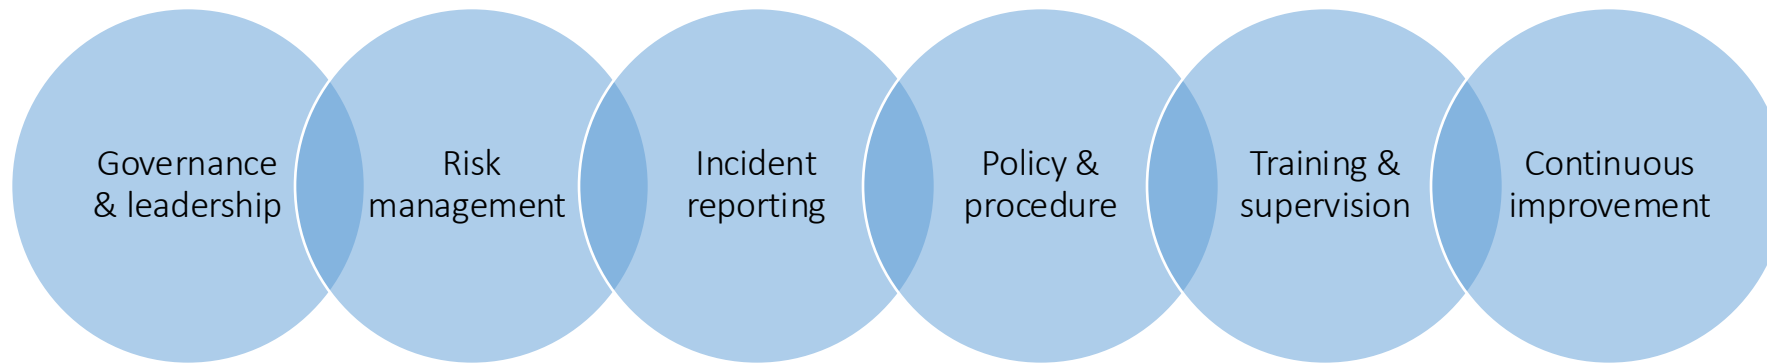 Governance
& leadership
Risk
management
Incident
reporting
Policy &
procedure
Training &
supervision
Continuous
improvement